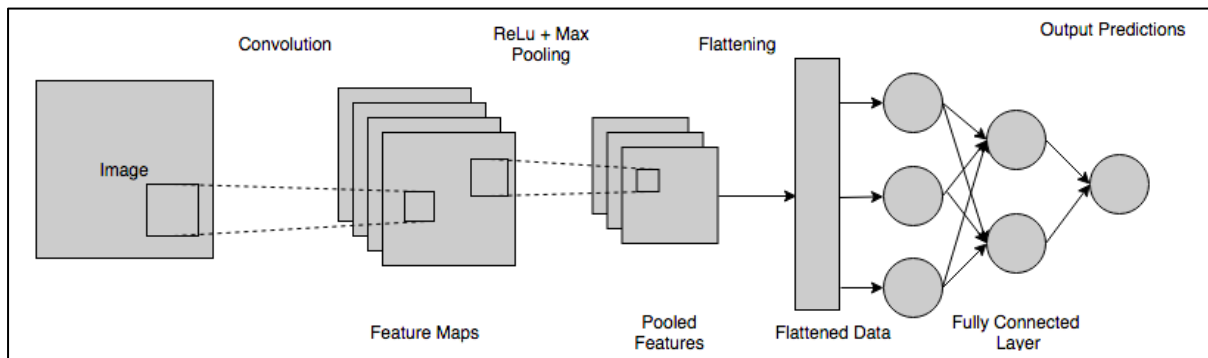 Convolution
ReLu + Max
Pooling
Flattening
Output Predictions
Image
Feature Maps
Pooled
Features
Flattened Data
Fully Connected
Layer